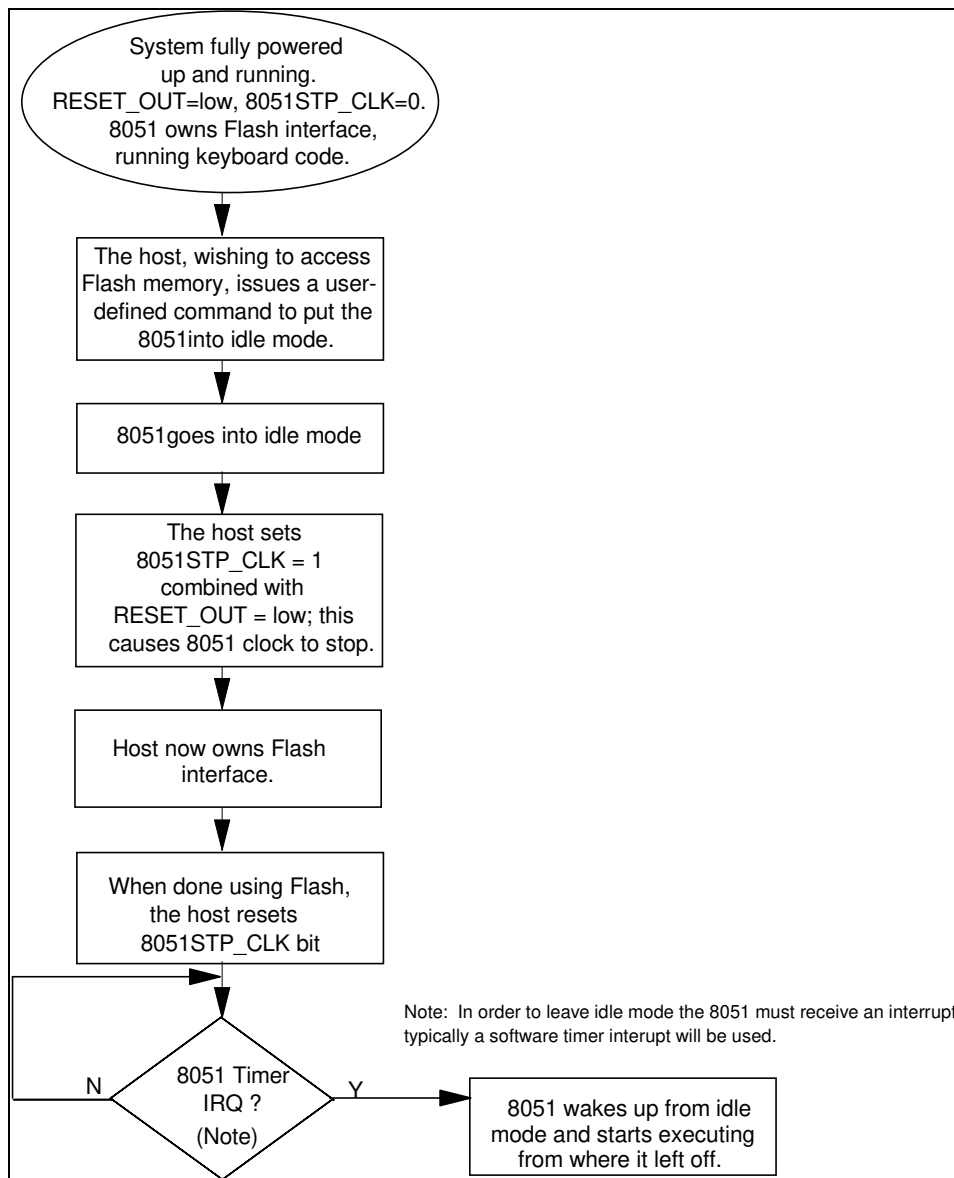 System fully powered
up and running.
RESET_OUT=low, 8051STP_CLK=0.
8051 owns Flash interface,
running keyboard code.
The host, wishing to access
Flash memory, issues a user-
defined command to put the
8051into idle mode.
8051goes into idle mode
The host sets
8051STP_CLK = 1
combined with
RESET_OUT = low; this
causes 8051 clock to stop.
Host now owns Flash
interface.
When done using Flash,
the host resets
8051STP_CLK bit
Note: In order to leave idle mode the 8051 must receive an interrupt
typically a software timer interupt will be used.
N
8051 Timer
IRQ ?
(Note)
Y
8051 wakes up from idle
mode and starts executing
from where it left off.